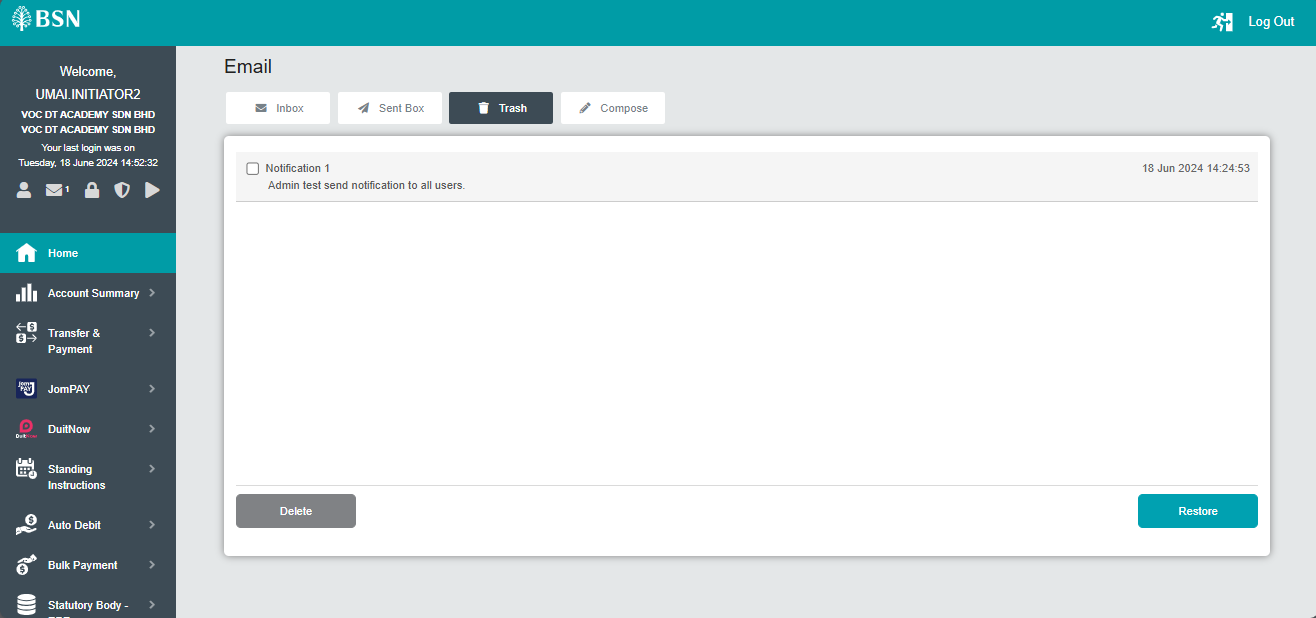 BSN
Log Out
Welcome,
UMAI.INITIATOR2
VOC DT ACADEMY SDN BHD
VOC DT ACADEMY SDN BHD
Your last login was on
Tuesday, 18 June 2024 14:52:32
1
Home
Account Summary
Transfer &
Payment
JomPAY
DuitNow
Standing
Instructions
Auto Debit
Bulk Payment
Statutory Body -
Email
Inbox
Sent Box
Trash
Compose
Notification 1
18 Jun 2024 14:24:53
Admin test send notification to all users.
Delete
Restore